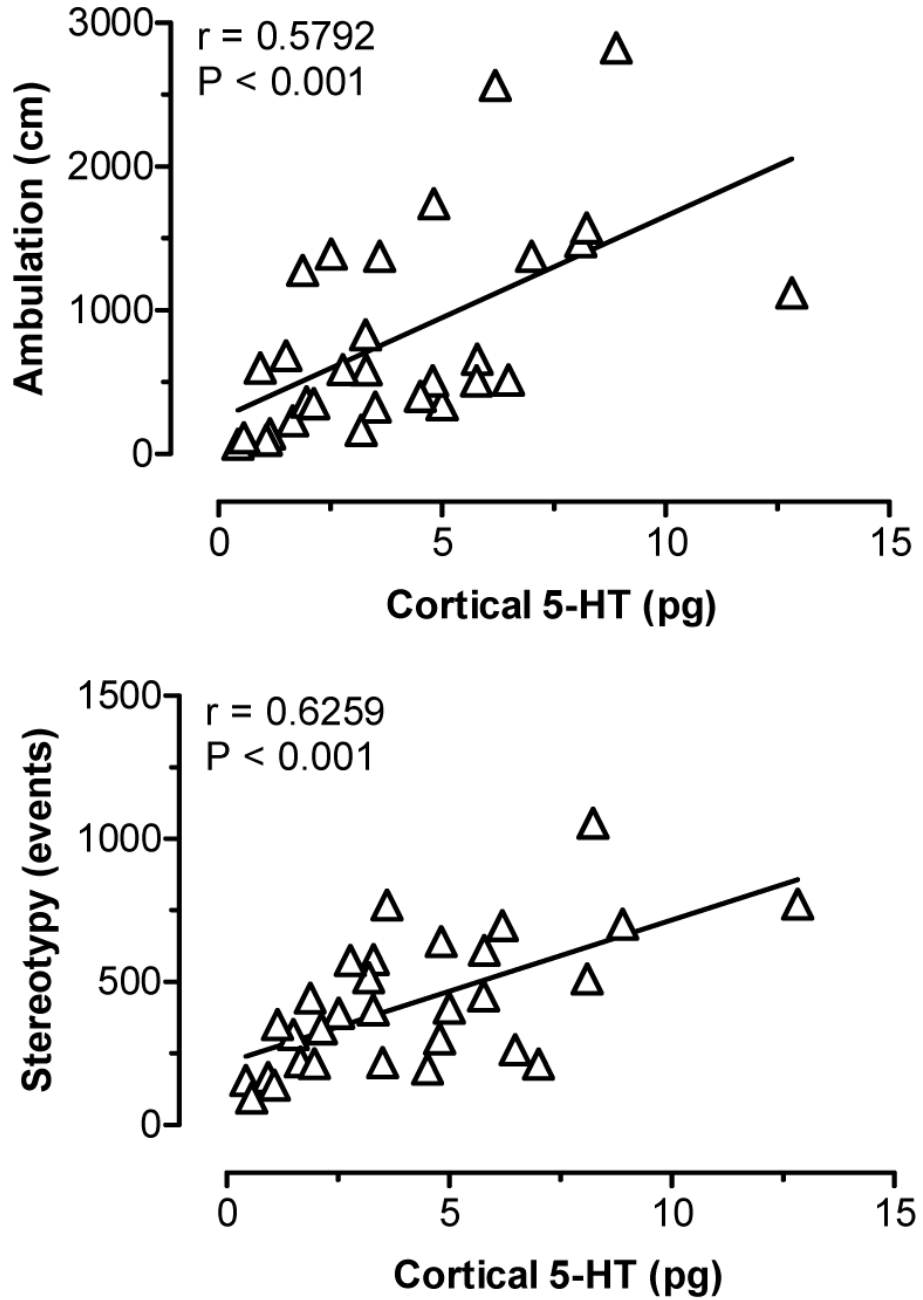 r = 0.5792
P < 0.001
Ambulation (cm)
3000
2000
1000
0
0 5 10 15
Cortical 5-HT (pg)
r = 0.6259
P < 0.001
Stereotypy (events)
1500
1000
500
0
0 5 10 15
Cortical 5-HT (pg)